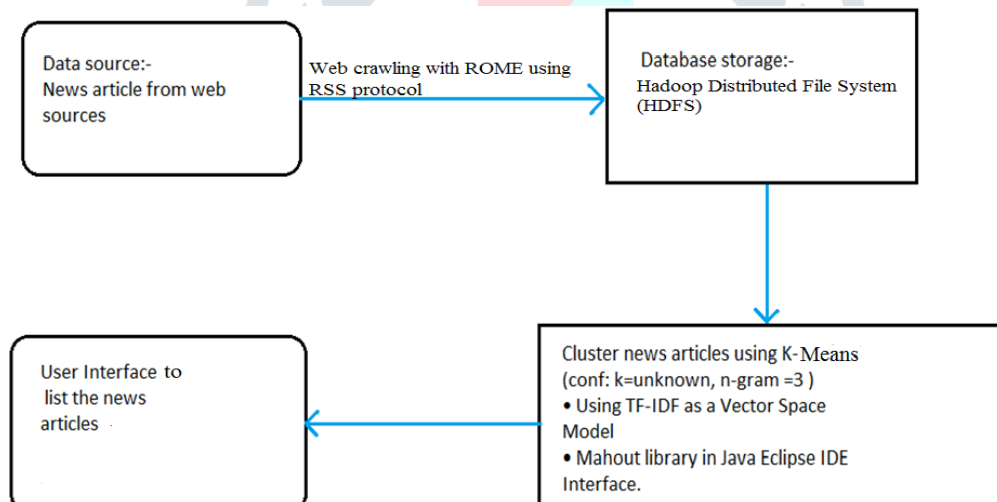 Data source:-
News article from web
sources
Web crawling with ROME using
RSS protocol
Database storage:-
Hadoop Distributed File System
(HDFS)
Cluster news articles using K-Means
(conf: k=unknown, n-gram =3 )
• Using TF-IDF as a Vector Space
Model
• Mahout library in Java Eclipse IDE
Interface.
User Interface to
list the news
articles